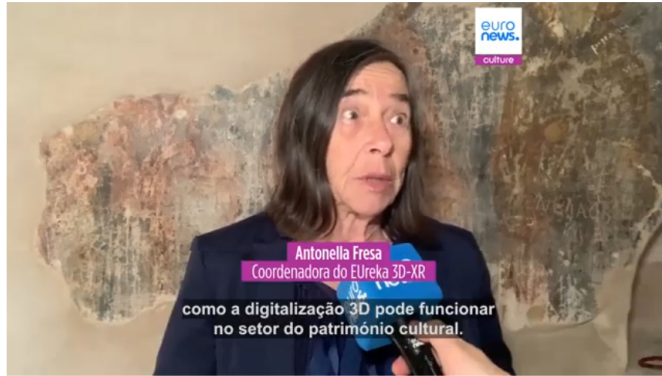 euro
news.
culture
Antonella Fresa
Coordenadora do EUreka 3D-XR
como a digitalização 3D pode funcionar
no setor do património cultural.